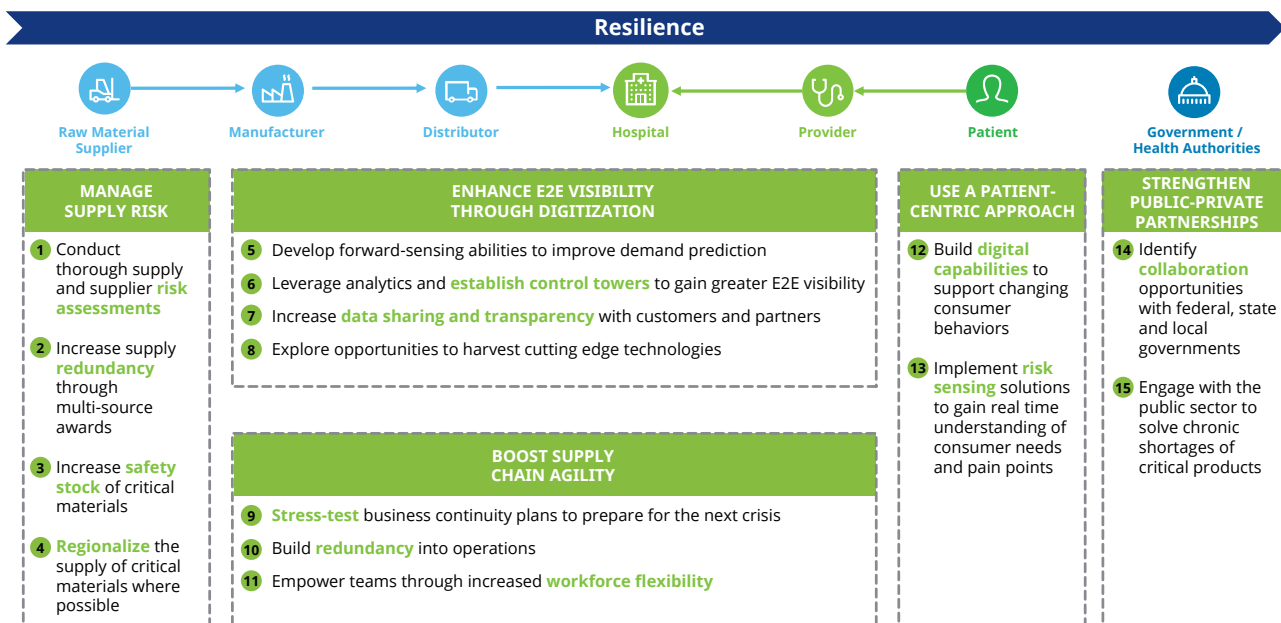 Resilience
Raw Material
Supplier
Manufacturer
Distributor
Hospital
Provider
Patient
Government /
Health Authorities
MANAGE
SUPPLY RISK
1 Conduct
thorough supply
and supplier risk
assessments
2 Increase supply
redundancy
through
multi-source
awards
3 Increase safety
stock of critical
materials
4 Regionalize the
supply of critical
materials where
possible
ENHANCE E2E VISIBILITY
THROUGH DIGITIZATION
5 Develop forward-sensing abilities to improve demand prediction
6 Leverage analytics and establish control towers to gain greater E2E visibility
7 Increase data sharing and transparency with customers and partners
8 Explore opportunities to harvest cutting edge technologies
BOOST SUPPLY
CHAIN AGILITY
9 Stress-test business continuity plans to prepare for the next crisis
10 Build redundancy into operations
11 Empower teams through increased workforce flexibility
USE A PATIENT-
CENTRIC APPROACH
12 Build digital
capabilities to
support changing
consumer
behaviors
13 Implement risk
sensing solutions
to gain real time
understanding of
consumer needs
and pain points
STRENGTHEN
PUBLIC-PRIVATE
PARTNERSHIPS
14 Identify
collaboration
opportunities
with federal, state
and local
governments
15 Engage with the
public sector to
solve chronic
shortages of
critical products